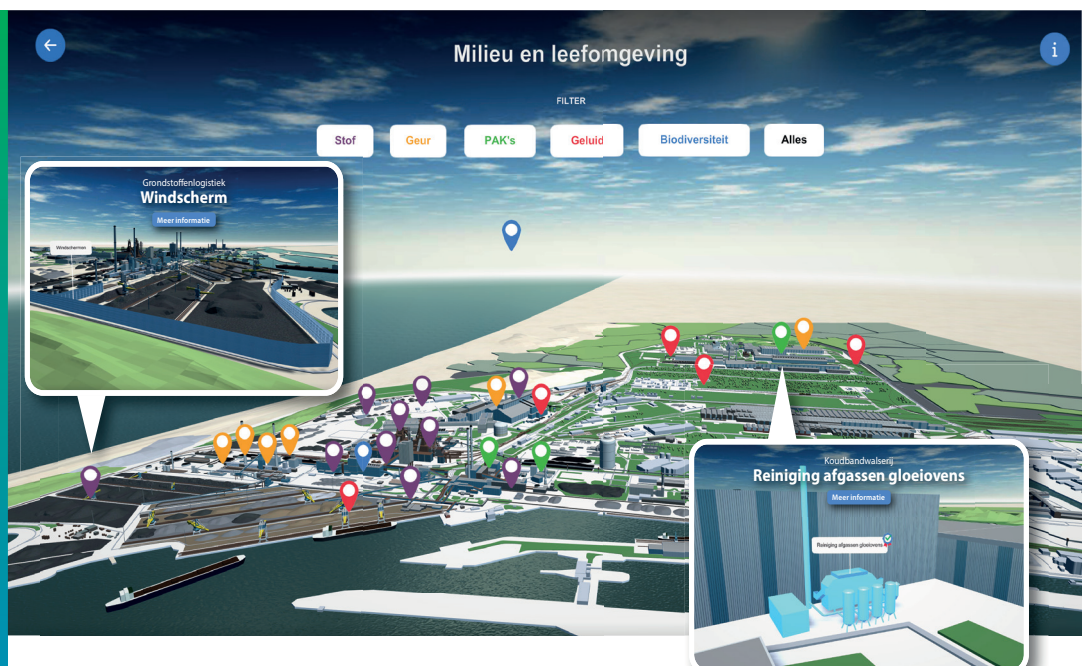 Milieu en leefomgeving
i
FILTER
Stof
Geur
PAK's
Geluid
Biodiversiteit
Alles
Grondstoffenlogistiek
Windscherm
Meer informatie
Windschermen
Koudbandwalserij
Reiniging afgassen gloeiovens
Meer informatie
Reiniging afgassen gloeiovens